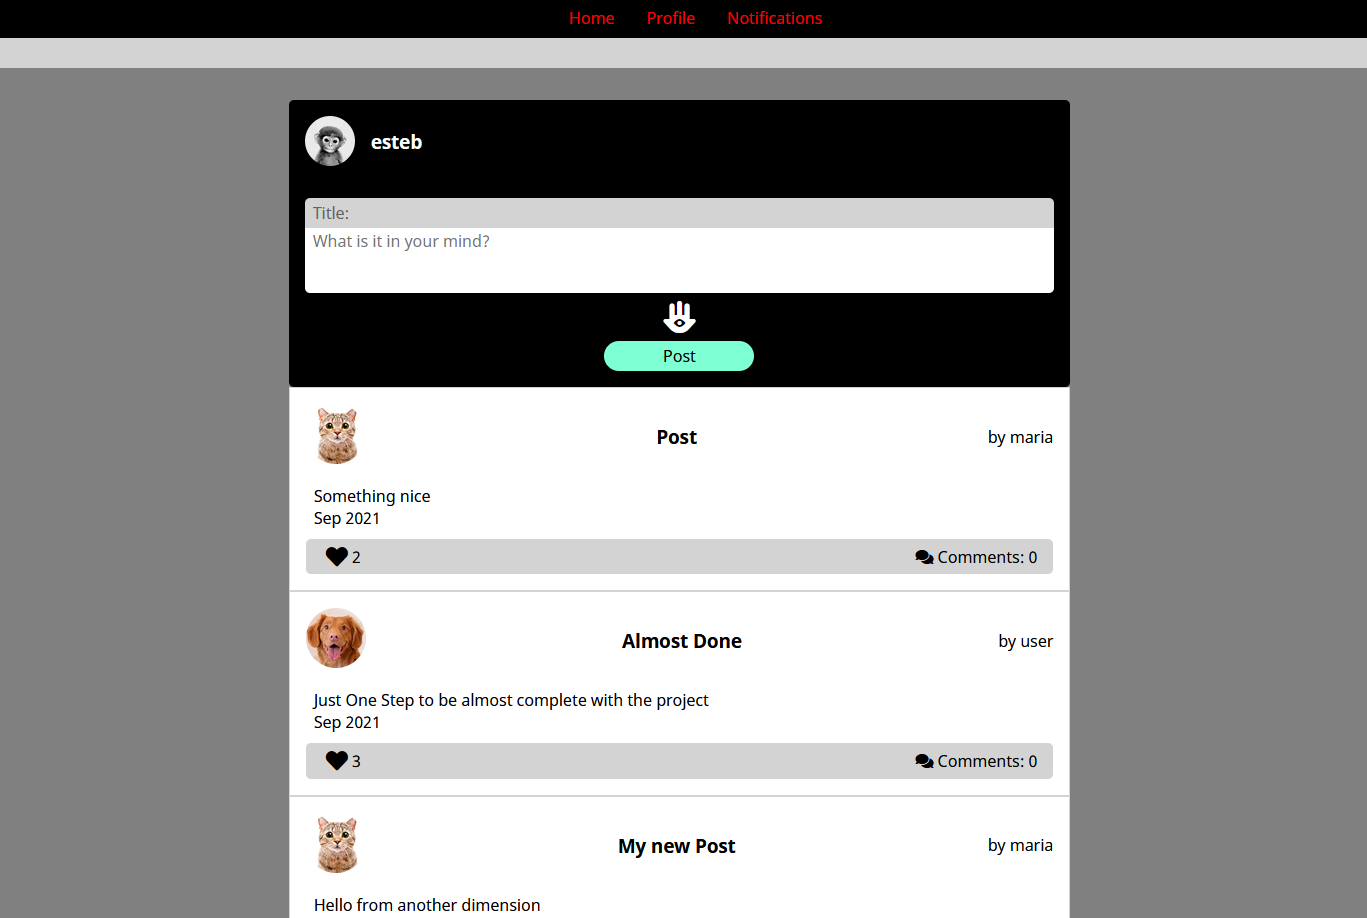 Home Profile Notifications
esteb
Title:
What is it in your mind?
Post
Post by maria
Something nice
Sep 2021
2 Comments: 0
Almost Done by user
Just One Step to be almost complete with the project
Sep 2021
3 Comments: 0
My new Post by maria
Hello from another dimension